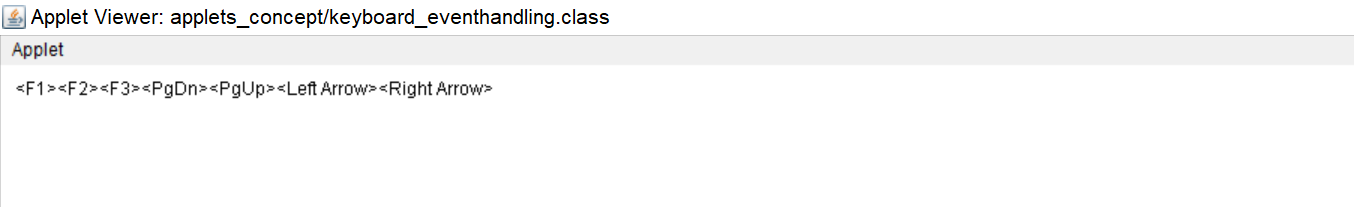 Applet Viewer: applets_concept/keyboard_eventhandling.class
Applet
<F1><F2><F3><PgDn><PgUp><Left Arrow><Right Arrow>